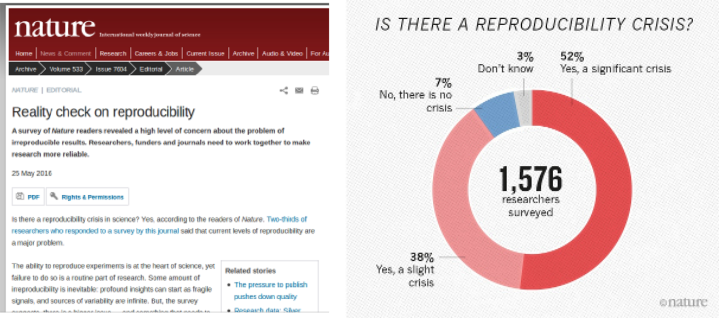 nature International weekly journal of science
Home | News & Comment | Research | Careers & Jobs | Current Issue | Archive | Audio & Video | For Au
Archive Volume 533 Issue 7604 Editorial Article
NATURE | EDITORIAL
Reality check on reproducibility
A survey of Nature readers revealed a high level of concern about the problem of
irreproducible results. Researchers, funders and journals need to work together to make
research more reliable.
25 May 2016
PDF Rights & Permissions
Is there a reproducibility crisis in science? Yes, according to the readers of Nature. Two-thirds of
researchers who responded to a survey by this journal said that current levels of reproducibility are
a major problem.
The ability to reproduce experiments is at the heart of science, yet
failure to do so is a routine part of research. Some amount of
irreproducibility is inevitable: profound insights can start as fragile
signals, and sources of variability are infinite. But, the survey
Related stories
• The pressure to publish
pushes down quality
• Research data: Silver
IS THERE A REPRODUCIBILITY CRISIS?
3%
Don't know
52%
Yes, a significant crisis
7%
No, there is no
crisis
1,576
researchers
surveyed
38%
Yes, a slight
crisis
©nature